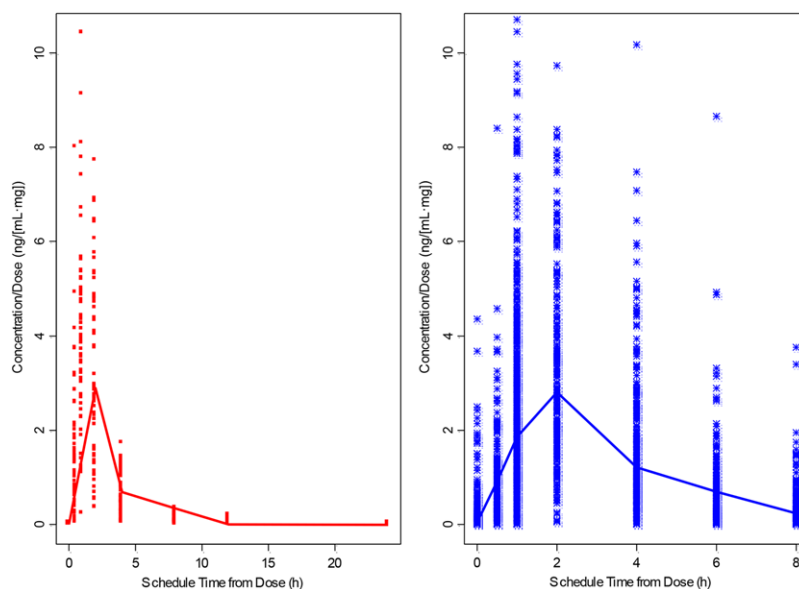 Concentration/Dose (ng/[mL·mg])
10
8
6
4
2
0
0 5 10 15 20
Schedule Time from Dose (h)
Concentration/Dose (ng/[mL·mg])
10
8
6
4
2
0
0 2 4 6 8
Schedule Time from Dose (h)